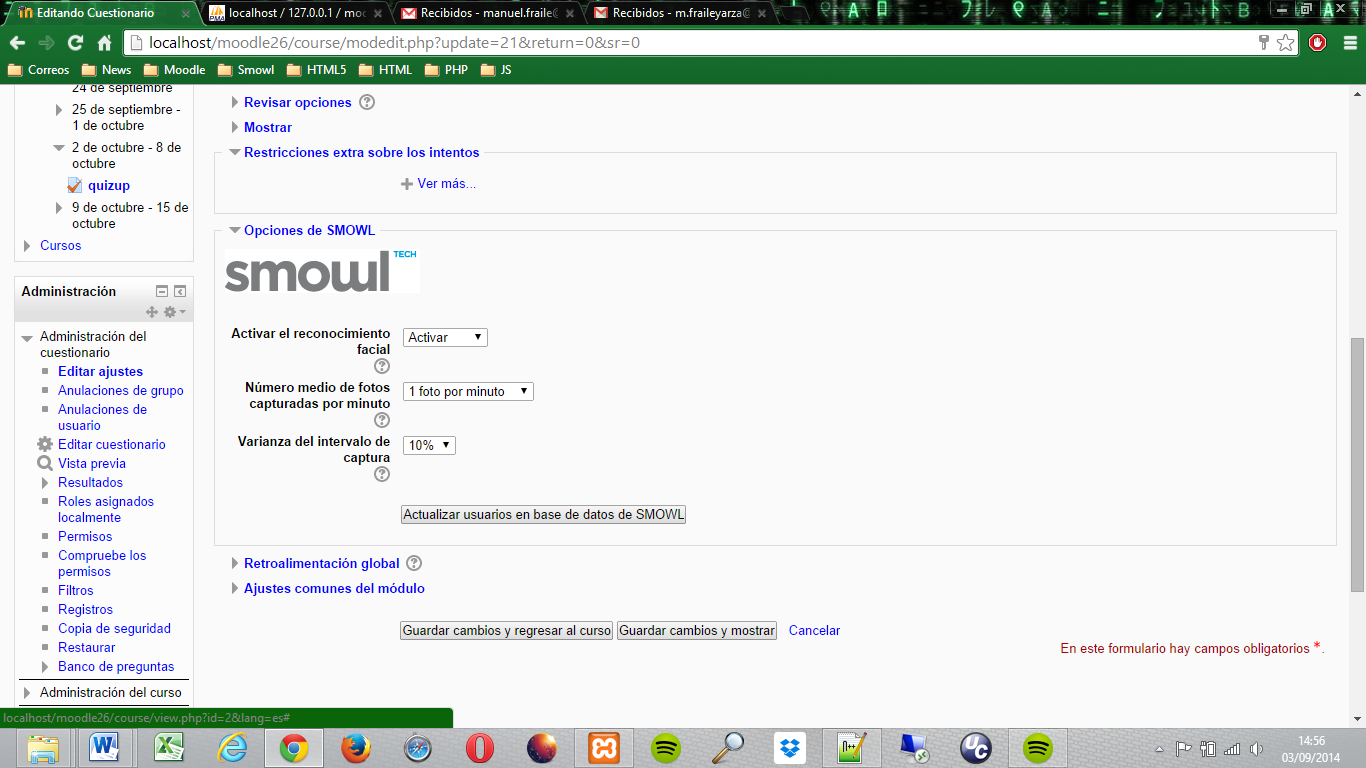 Editando Cuestionario
localhost / 127.0.0.1 / moo
Recibidos - manuel.fraile@
Recibidos - m.fraileyarza@
localhost/moodle26/course/modedit.php?update=21&return=0&sr=0
Correos
News
Moodle
Smowl
HTML5
HTML
PHP
JS
24 de septiembre
25 de septiembre -
1 de octubre
2 de octubre - 8 de
octubre
quizup
9 de octubre - 15 de
octubre
Cursos
Administración
Administración del
cuestionario
Editar ajustes
Anulaciones de grupo
Anulaciones de
usuario
Editar cuestionario
Vista previa
Resultados
Roles asignados
localmente
Permisos
Compruebe los
permisos
Filtros
Registros
Copia de seguridad
Restaurar
Banco de preguntas
Administración del curso
Revisar opciones
Mostrar
Restricciones extra sobre los intentos
Ver más...
Opciones de SMOWL
smowl TECH
Activar el reconocimiento
facial
Activar
Número medio de fotos
capturadas por minuto
1 foto por minuto
Varianza del intervalo de
captura
10%
Actualizar usuarios en base de datos de SMOWL
Retroalimentación global
Ajustes comunes del módulo
Guardar cambios y regresar al curso
Guardar cambios y mostrar
Cancelar
En este formulario hay campos obligatorios *.
localhost/moodle26/course/view.php?id=2&lang=es#
14:56
03/09/2014